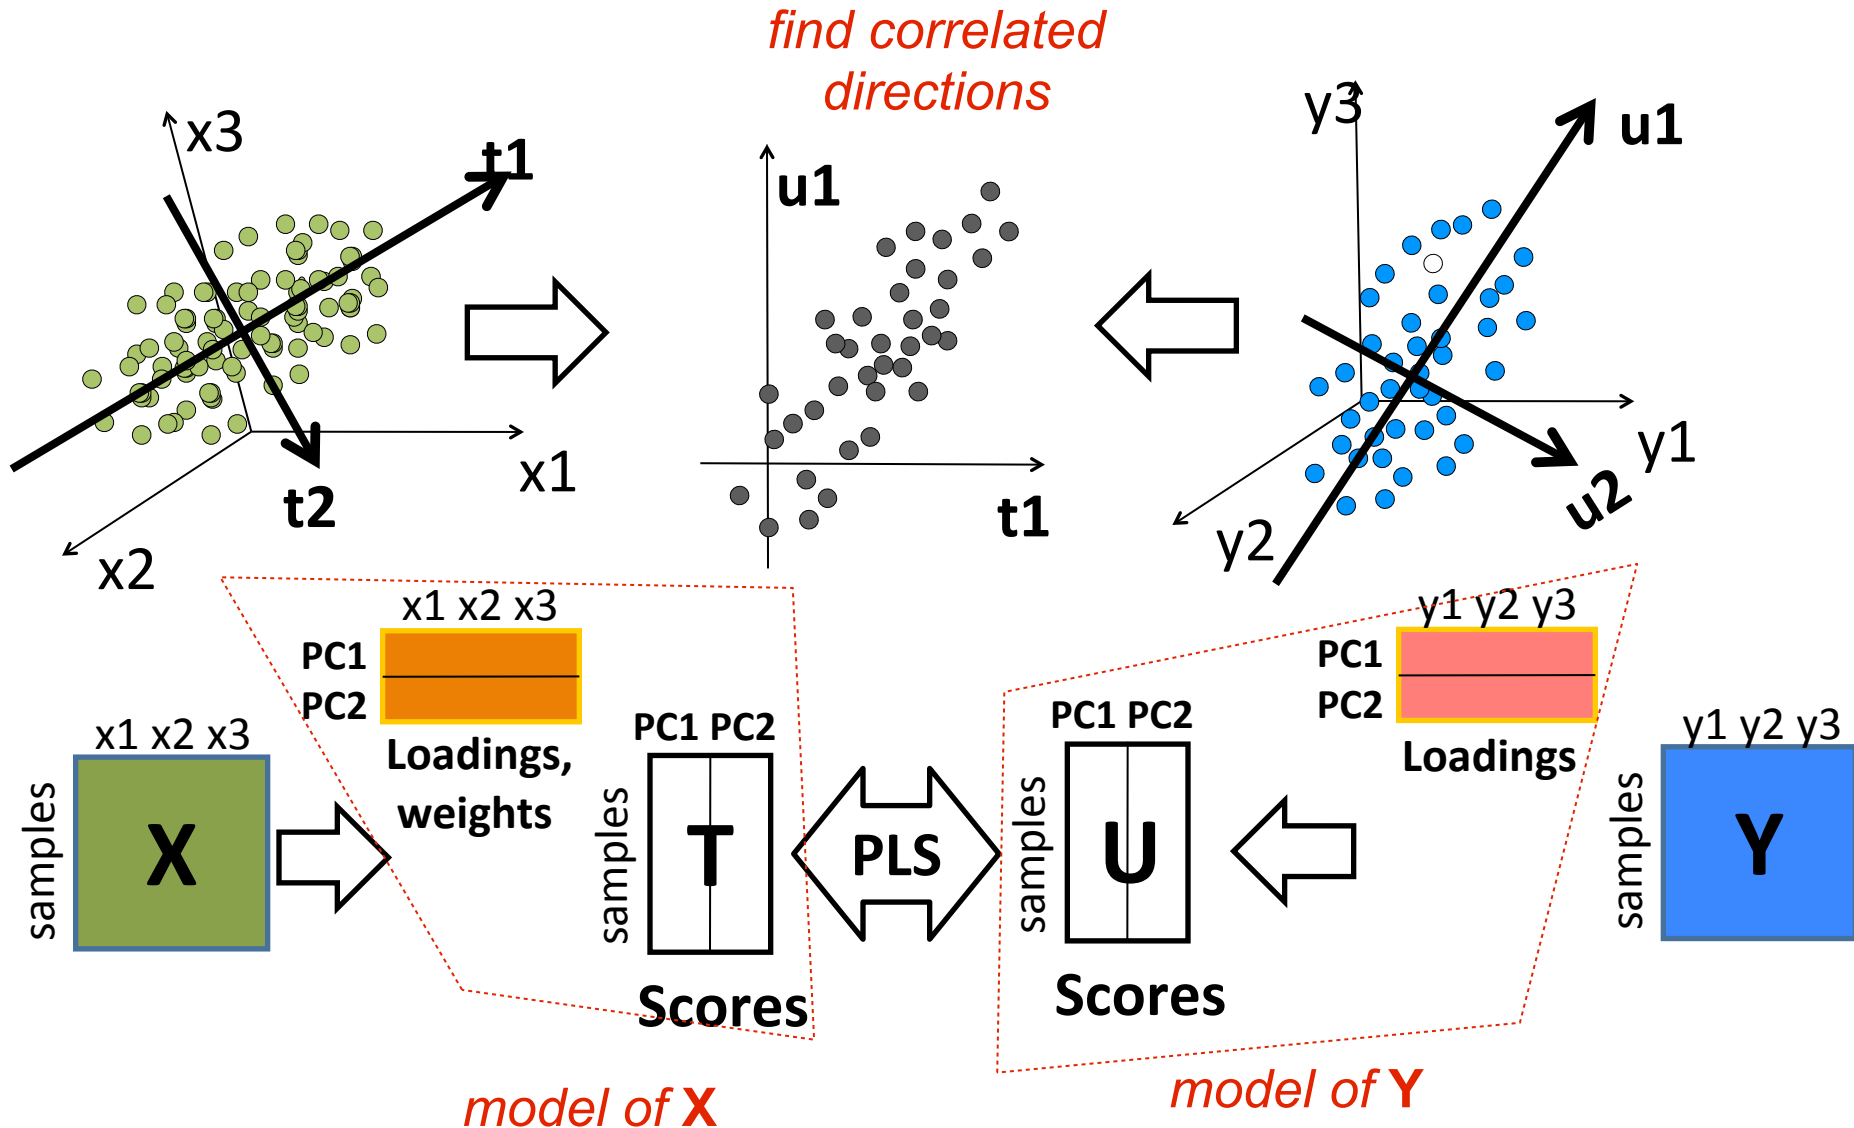 find correlated
directions
x3
t1
t2
x1
x2
u1
t1
y3
u1
y1
u2
y2
x1 x2 x3
PC1
PC2
Loadings,
weights
x1 x2 x3
samples
X
PC1 PC2
samples
T
Scores
PLS
PC1 PC2
samples
U
Scores
y1 y2 y3
PC1
PC2
Loadings
y1 y2 y3
samples
Y
model of X
model of Y